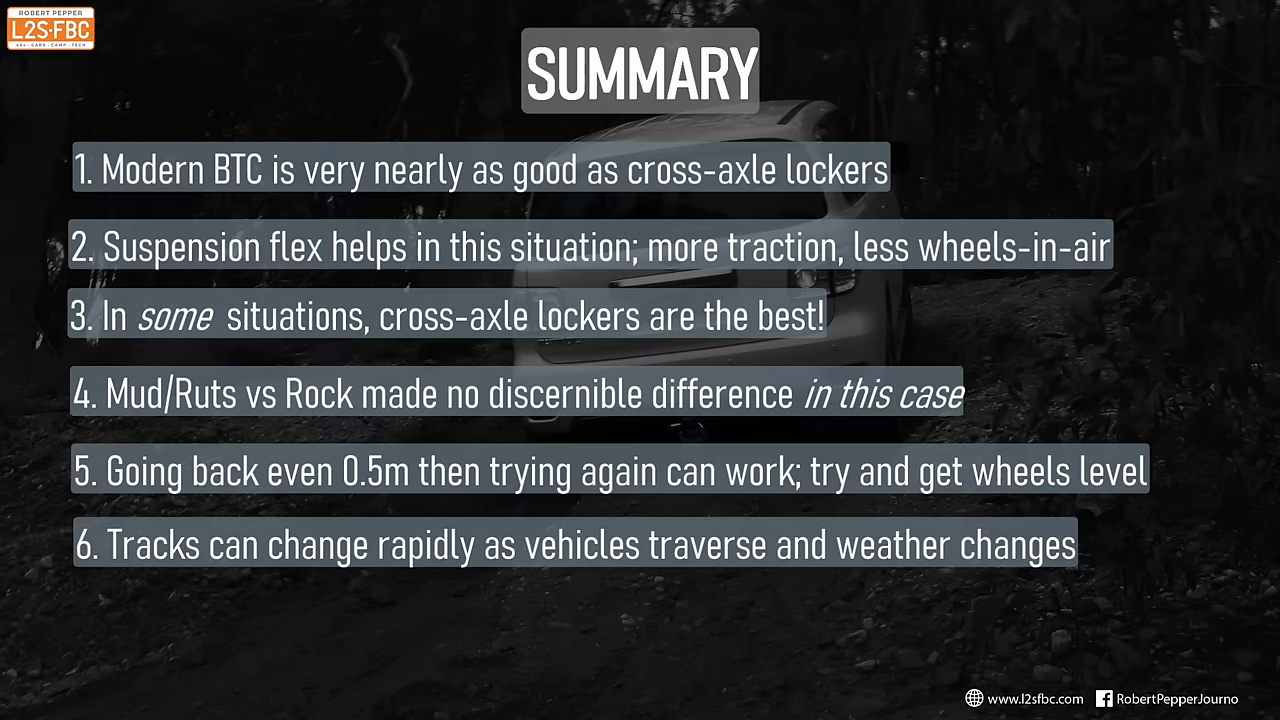 ROBERT PEPPER
L2S-FBC
4X4 - CARS - CAMP - TECH
SUMMARY
1. Modern BTC is very nearly as good as cross-axle lockers
2. Suspension flex helps in this situation; more traction, less wheels-in-air
3. In some situations, cross-axle lockers are the best!
4. Mud/Ruts vs Rock made no discernible difference in this case
5. Going back even 0.5m then trying again can work; try and get wheels level
6. Tracks can change rapidly as vehicles traverse and weather changes
www.l2sfbc.com RobertPepperJourno